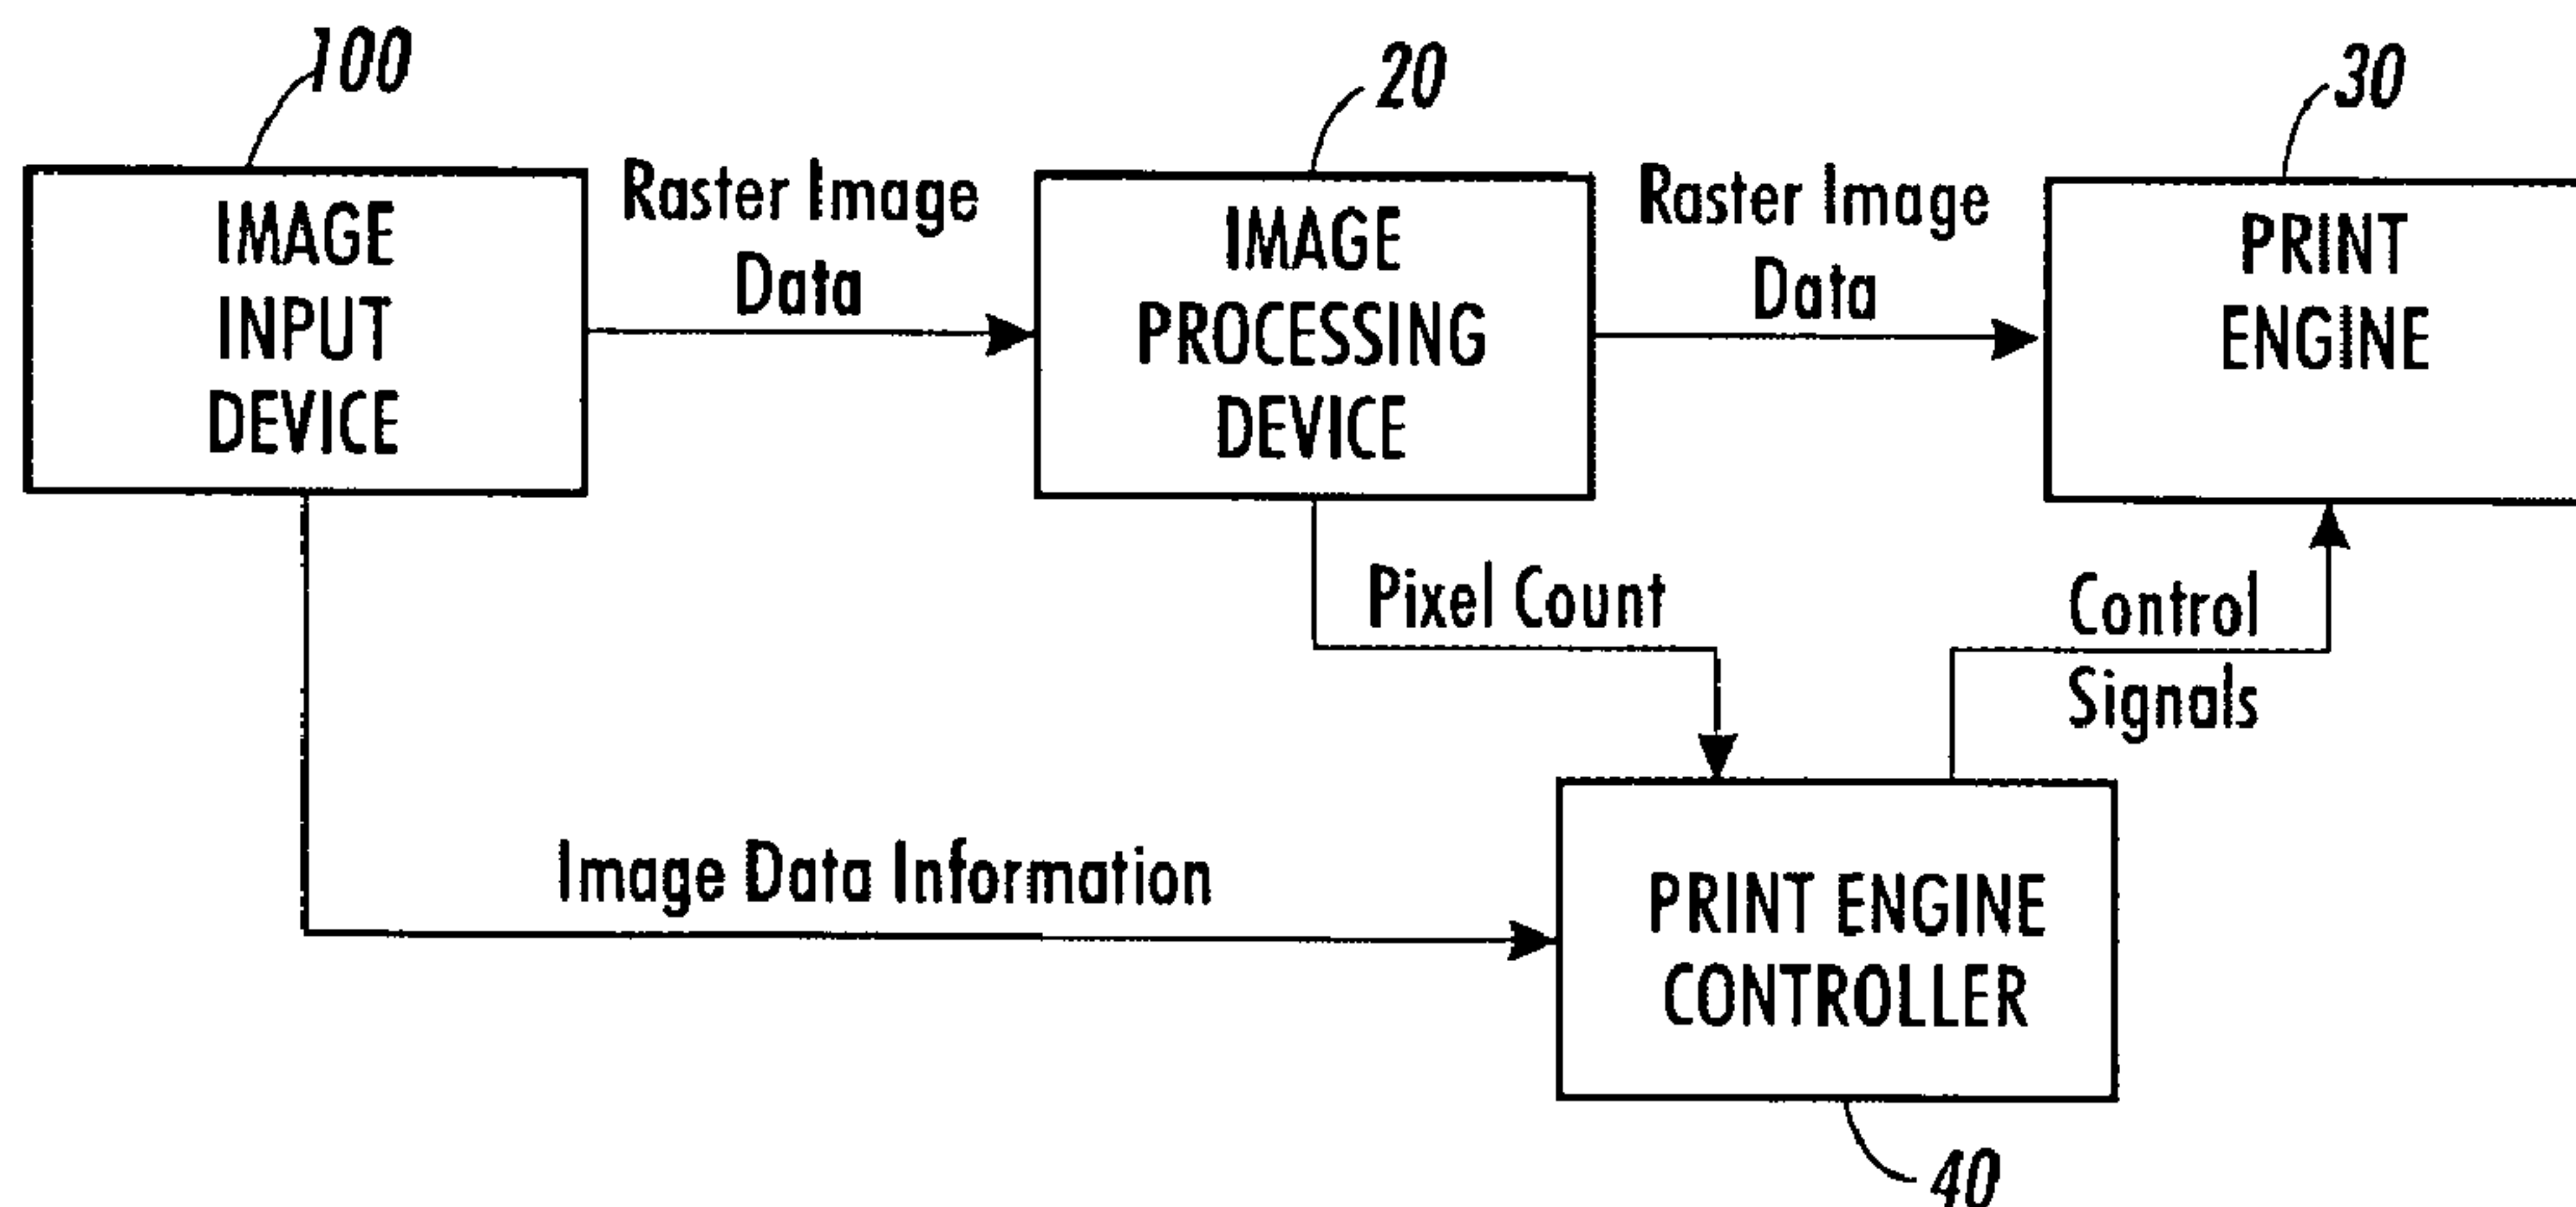 100
20
30
IMAGE
INPUT
DEVICE
Raster Image
Data
IMAGE
PROCESSING
DEVICE
Raster Image
Data
PRINT
ENGINE
Pixel Count
Control
Signals
Image Data Information
PRINT ENGINE
CONTROLLER
40